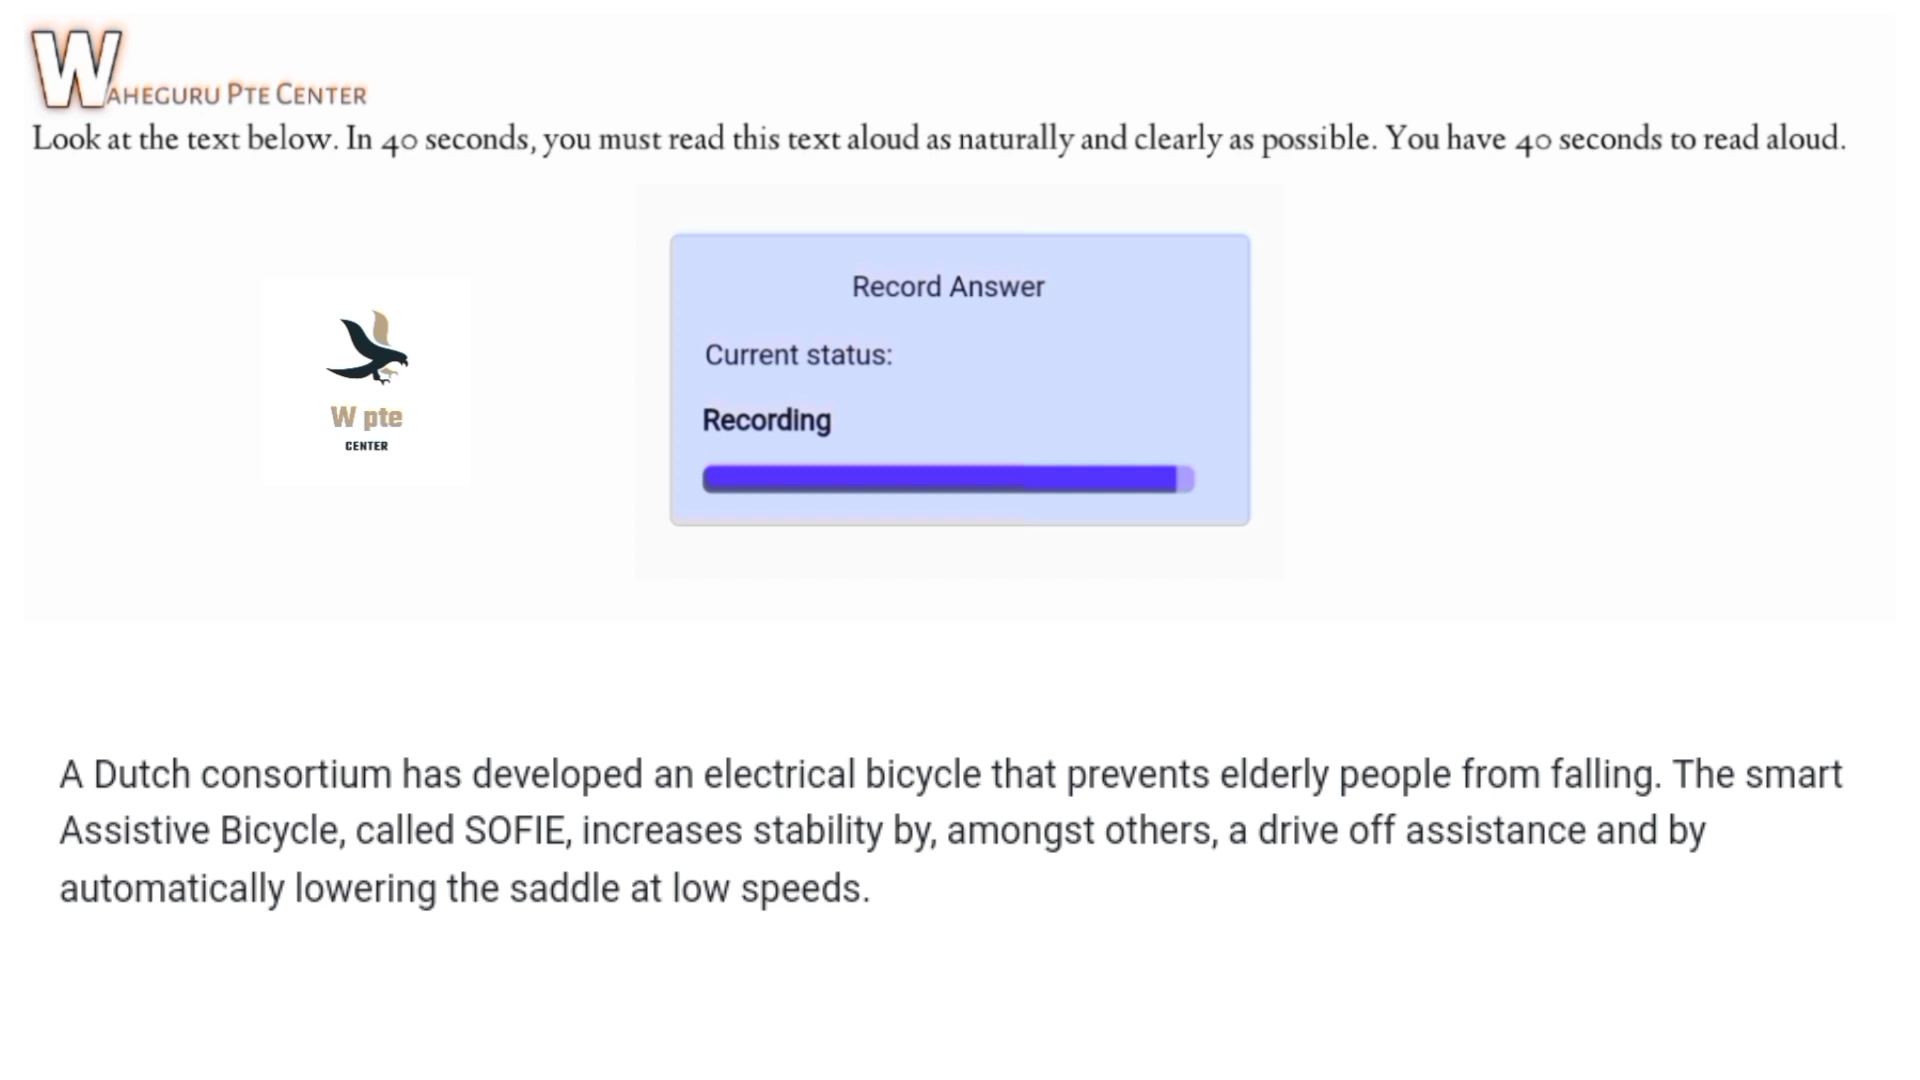 WAHEGURU PTE CENTER
Look at the text below. In 40 seconds, you must read this text aloud as naturally and clearly as possible. You have 40 seconds to read aloud.
Record Answer
Current status:
Recording
W pte
CENTER
A Dutch consortium has developed an electrical bicycle that prevents elderly people from falling. The smart
Assistive Bicycle, called SOFIE, increases stability by, amongst others, a drive off assistance and by
automatically lowering the saddle at low speeds.